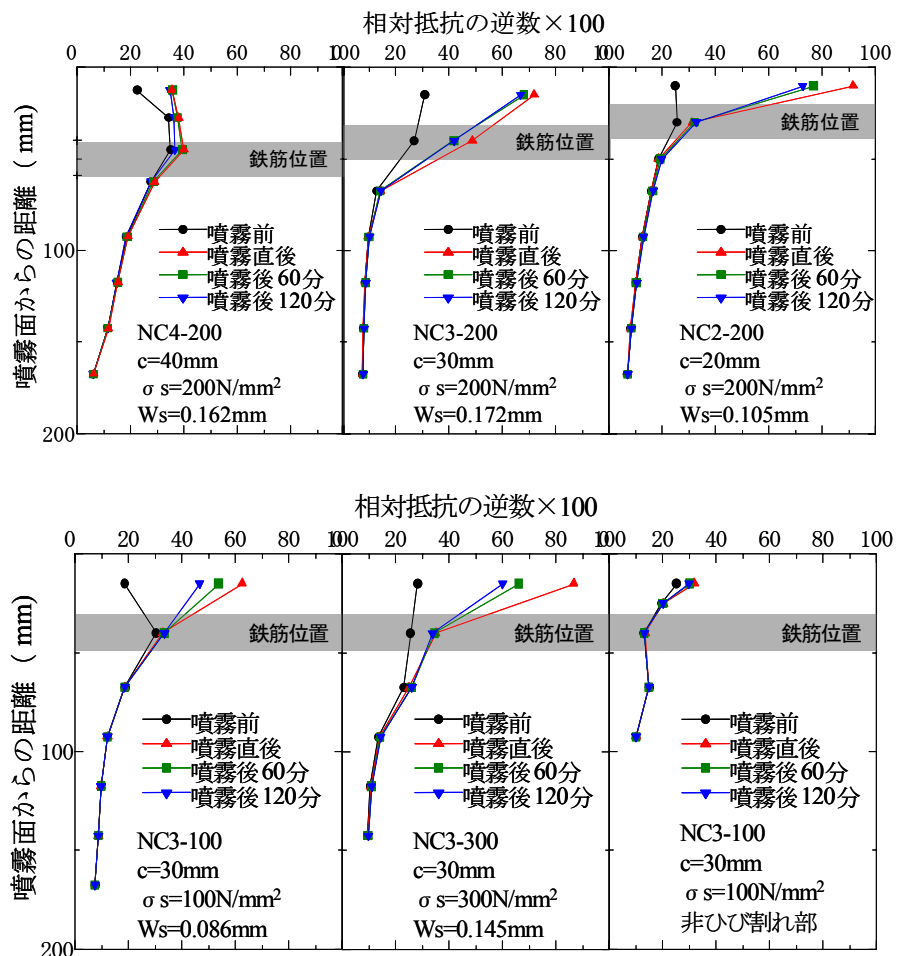 相対抵抗の逆数×100
0 20 40 60 80 100 20 40 60 80 100 20 40 60 80 100
噴霧面からの距離 ( mm)
100
200
鉄筋位置
噴霧前
噴霧直後
噴霧後 60分
噴霧後 120分
NC4-200
c=40mm
σ s=200N/mm²
Ws=0.162mm
鉄筋位置
噴霧前
噴霧直後
噴霧後 60分
噴霧後 120分
NC3-200
c=30mm
σ s=200N/mm²
Ws=0.172mm
鉄筋位置
噴霧前
噴霧直後
噴霧後 60分
噴霧後 120分
NC2-200
c=20mm
σ s=200N/mm²
Ws=0.105mm
相対抵抗の逆数×100
0 20 40 60 80 100 20 40 60 80 100 20 40 60 80 100
噴霧面からの距離 ( mm)
100
200
鉄筋位置
噴霧前
噴霧直後
噴霧後 60分
噴霧後 120分
NC3-100
c=30mm
σ s=100N/mm²
Ws=0.086mm
鉄筋位置
噴霧前
噴霧直後
噴霧後 60分
噴霧後 120分
NC3-300
c=30mm
σ s=300N/mm²
Ws=0.145mm
鉄筋位置
噴霧前
噴霧直後
噴霧後 60分
噴霧後 120分
NC3-100
c=30mm
σ s=100N/mm²
非ひび割れ部